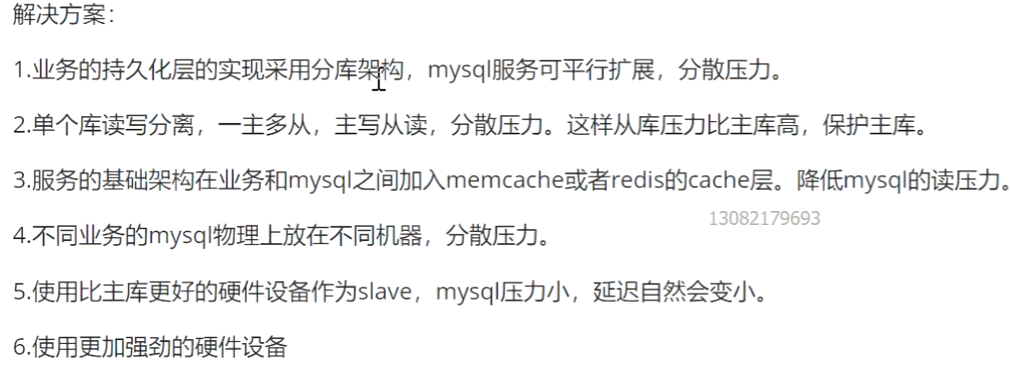 解决方案：
1.业务的持久化层的实现采用分库架构，mysql服务可平行扩展，分散压力。
2.单个库读写分离，一主多从，主写从读，分散压力。这样从库压力比主库高，保护主库。
3.服务的基础架构在业务和mysql之间加入memcache或者redis的cache层。降低mysql的读压力。
13082179693
4.不同业务的mysql物理上放在不同机器，分散压力。
5.使用比主库更好的硬件设备作为slave，mysql压力小，延迟自然会变小。
6.使用更加强劲的硬件设备